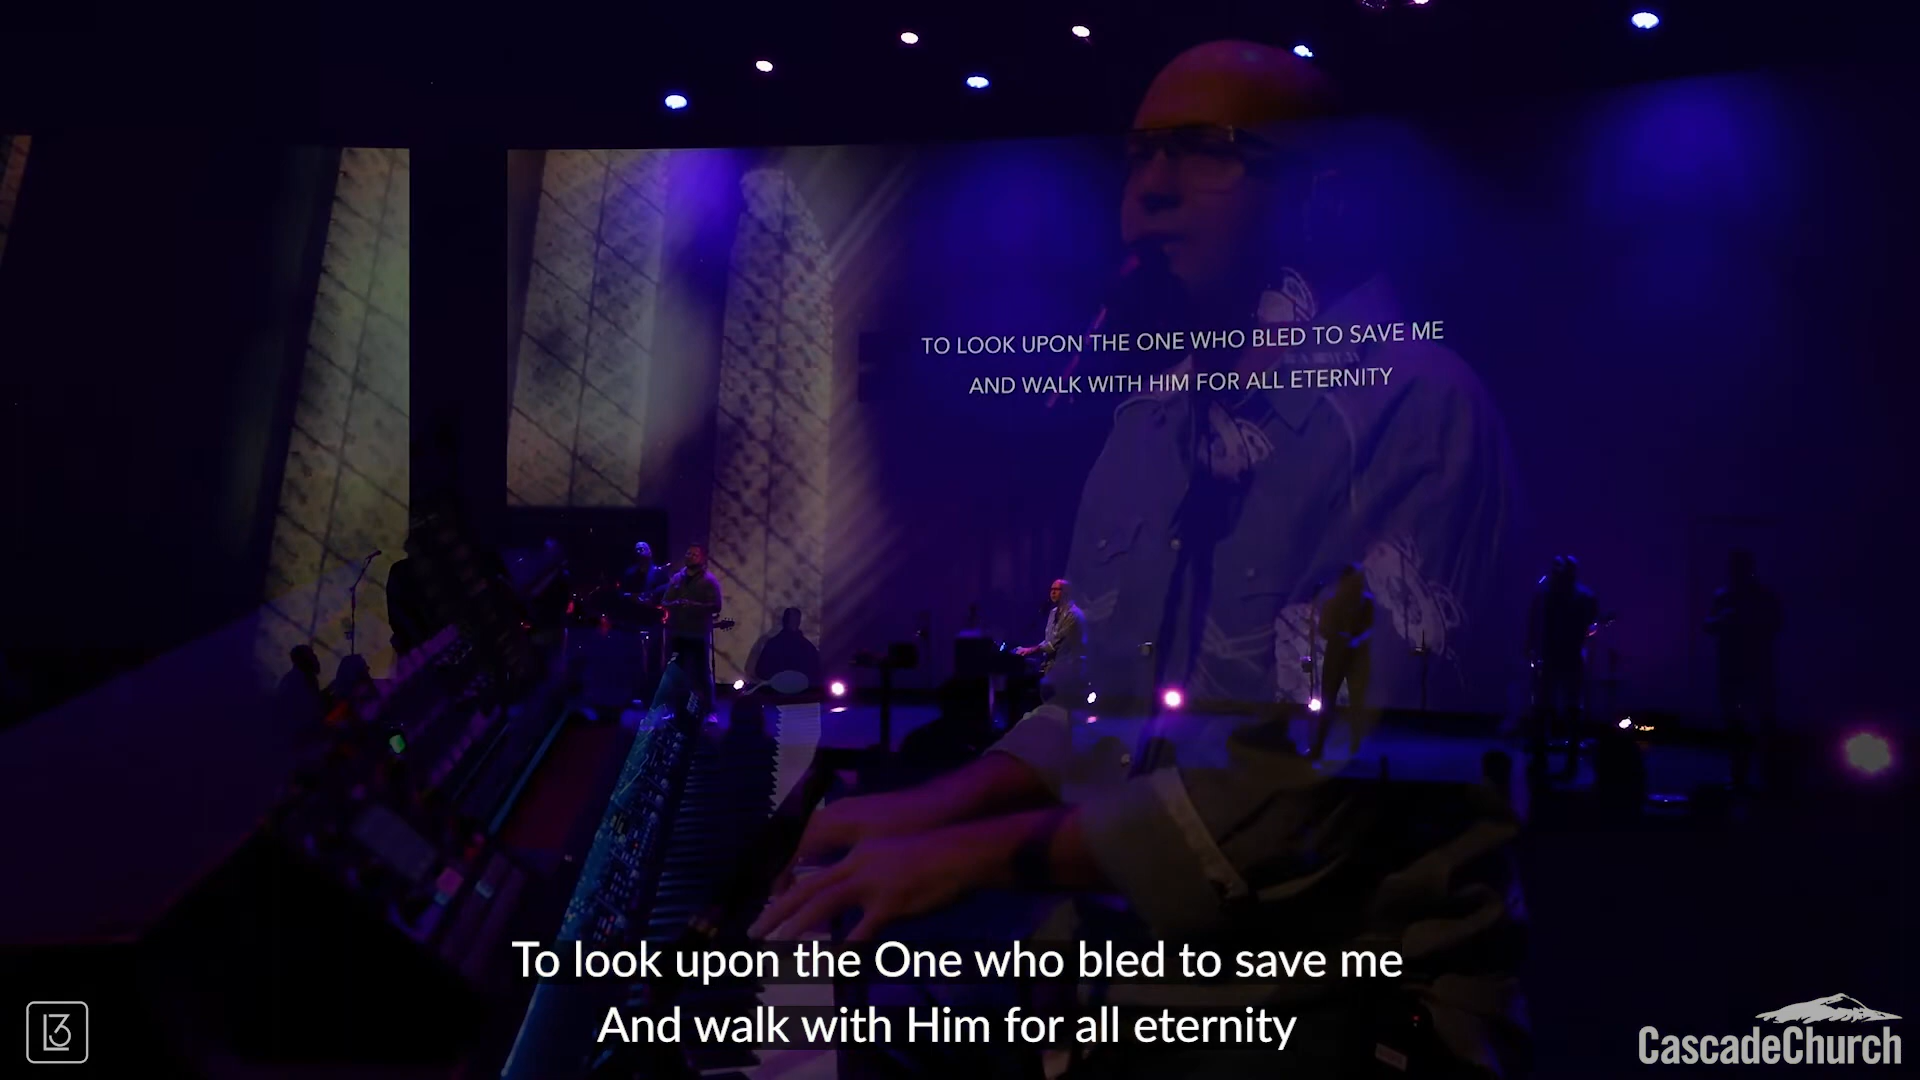 TO LOOK UPON THE ONE WHO BLED TO SAVE ME
AND WALK WITH HIM FOR ALL ETERNITY
To look upon the One who bled to save me
And walk with Him for all eternity
L3
CascadeChurch